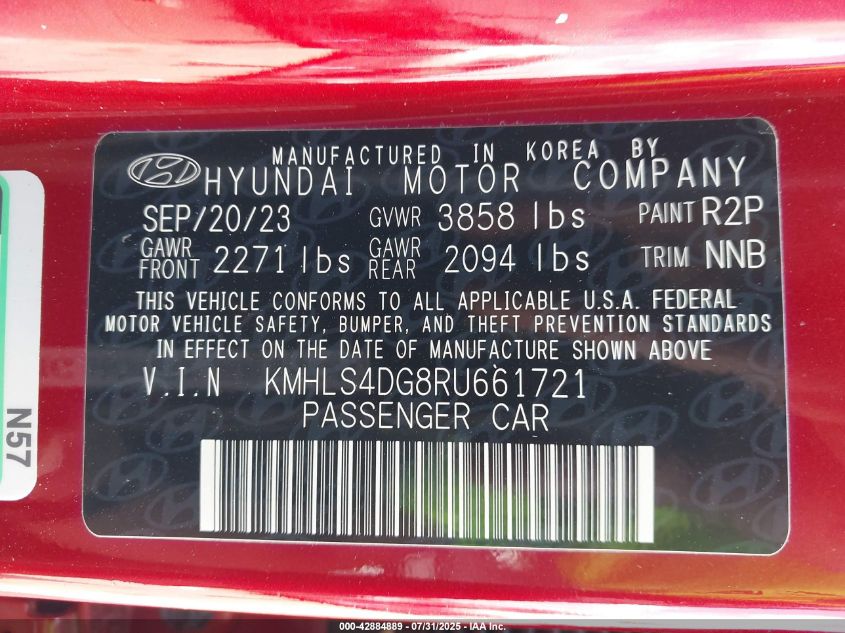 MANUFACTURED IN KOREA BY
HYUNDAI MOTOR COMPANY
SEP/20/23 GVWR 3858 lbs PAINT R2P
GAWR FRONT 2271 lbs GAWR REAR 2094 lbs TRIM NNB
THIS VEHICLE CONFORMS TO ALL APPLICABLE U.S.A. FEDERAL
MOTOR VEHICLE SAFETY, BUMPER, AND THEFT PREVENTION STANDARDS
IN EFFECT ON THE DATE OF MANUFACTURE SHOWN ABOVE
V.I.N KMHLS4DG8RU661721
PASSENGER CAR
N57
000-42884889 - 07/31/2025 - IAA Inc.